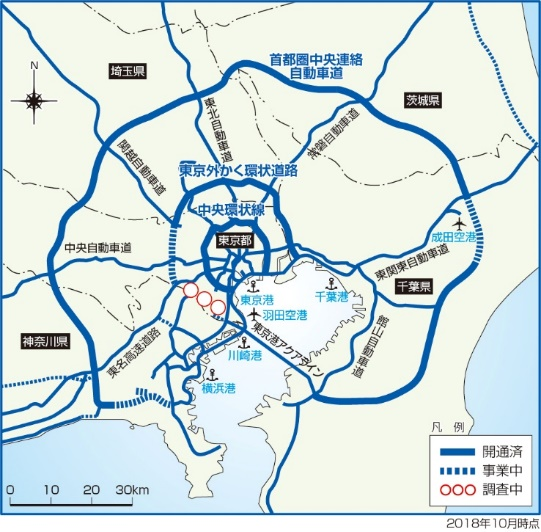 首都圏中央連絡
自動車道
埼玉県
茨城県
N
東北自動車道
常磐自動車道
関越自動車道
東京外かく環状道路
中央環状線
東京都
中央自動車道
成田空港
東関東自動車道
千葉県
東京港
千葉港
羽田空港
神奈川県
東名高速道路
川崎港
東京港アクアライン
館山自動車道
横浜港
凡例
開通済
事業中
調査中
0 10 20 30km
2018年10月時点